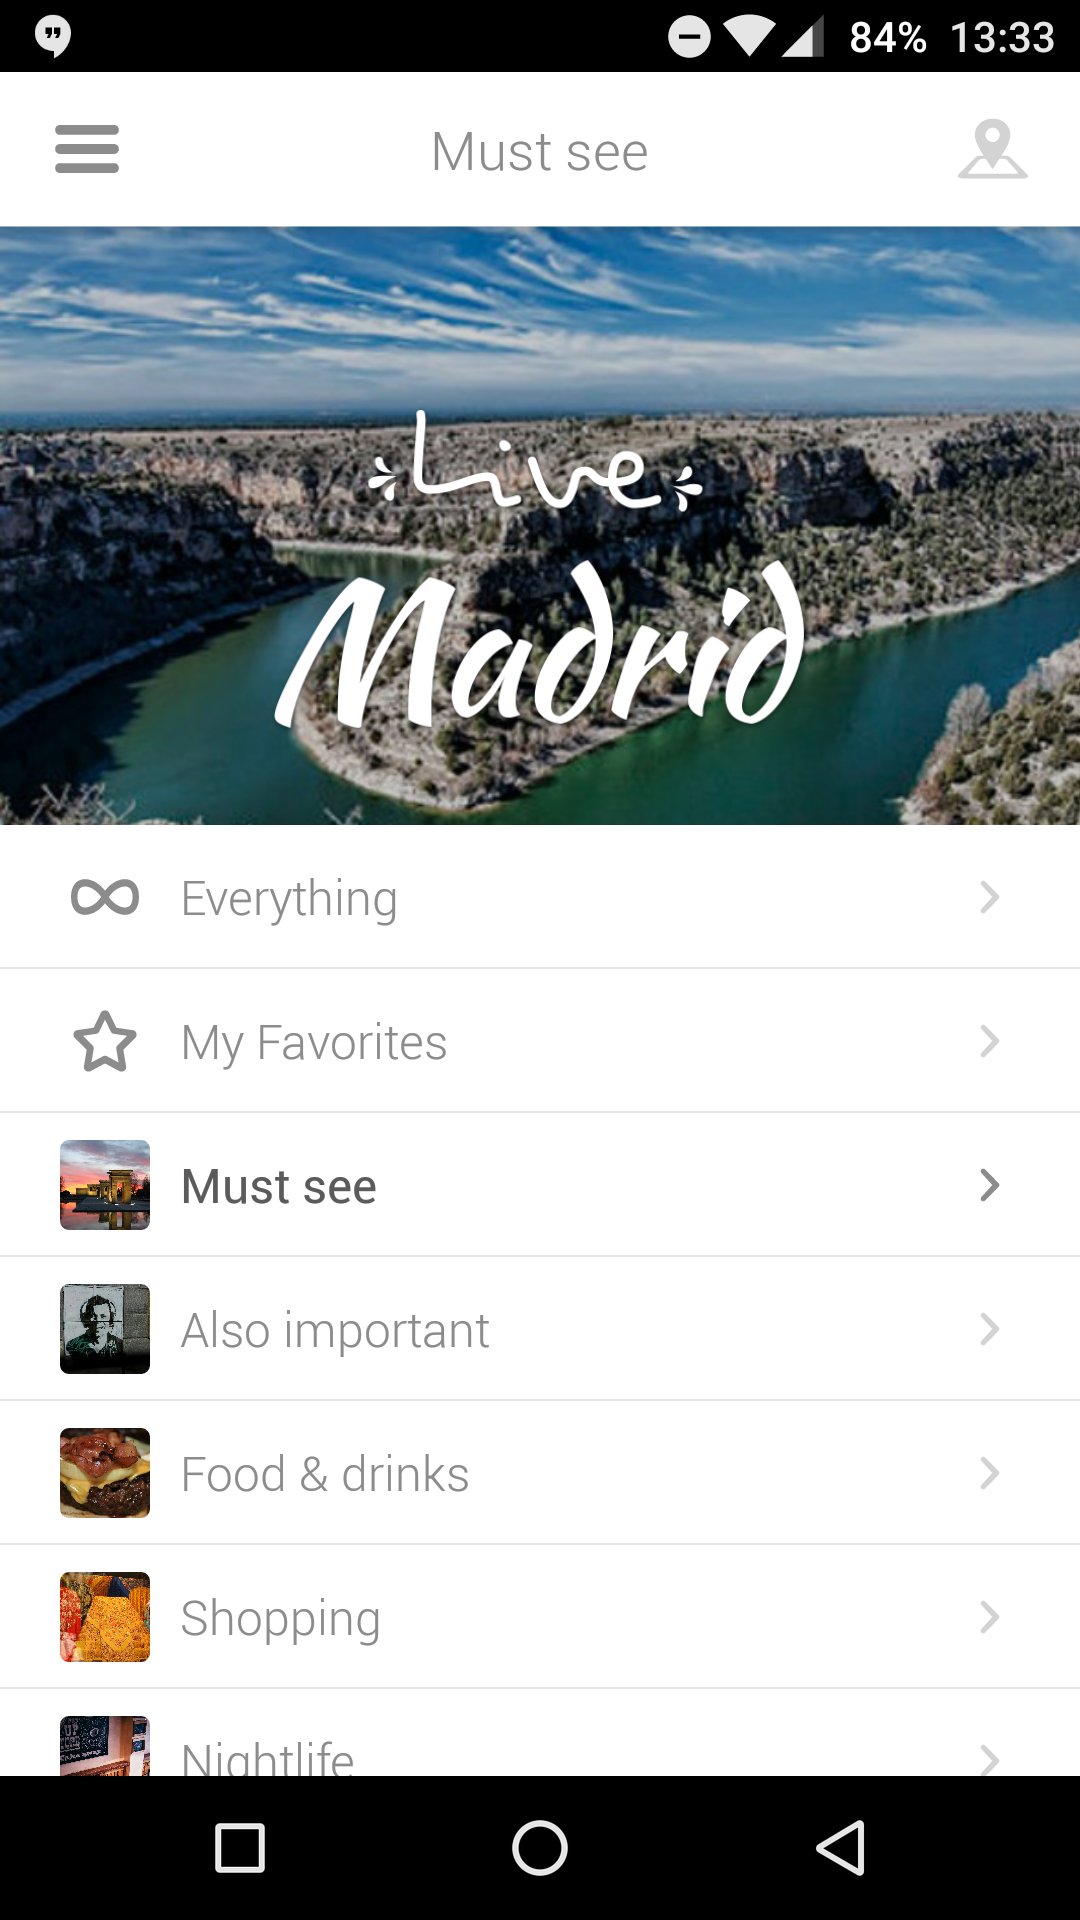 84% 13:33
Must see
Live
Madrid
Everything
My Favorites
Must see
Also important
Food & drinks
Shopping
Nightlife